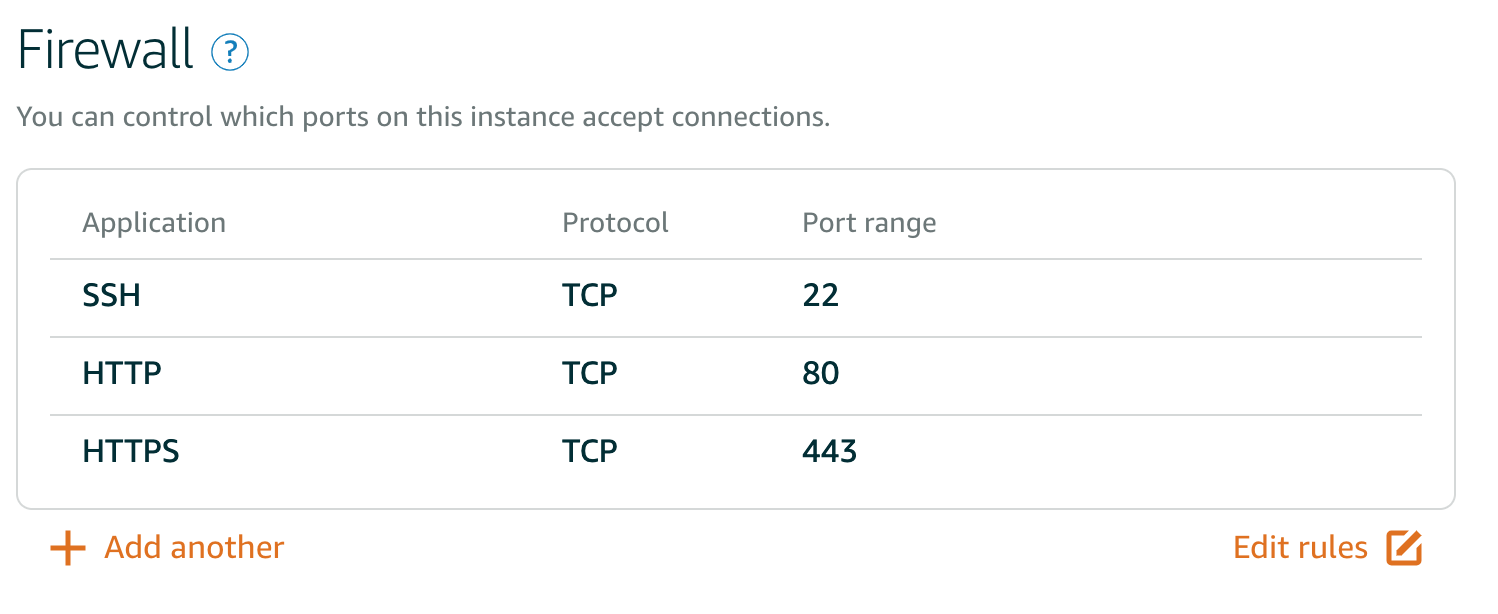 Firewall ?
You can control which ports on this instance accept connections.
Application Protocol Port range
SSH TCP 22
HTTP TCP 80
HTTPS TCP 443
Add another Edit rules